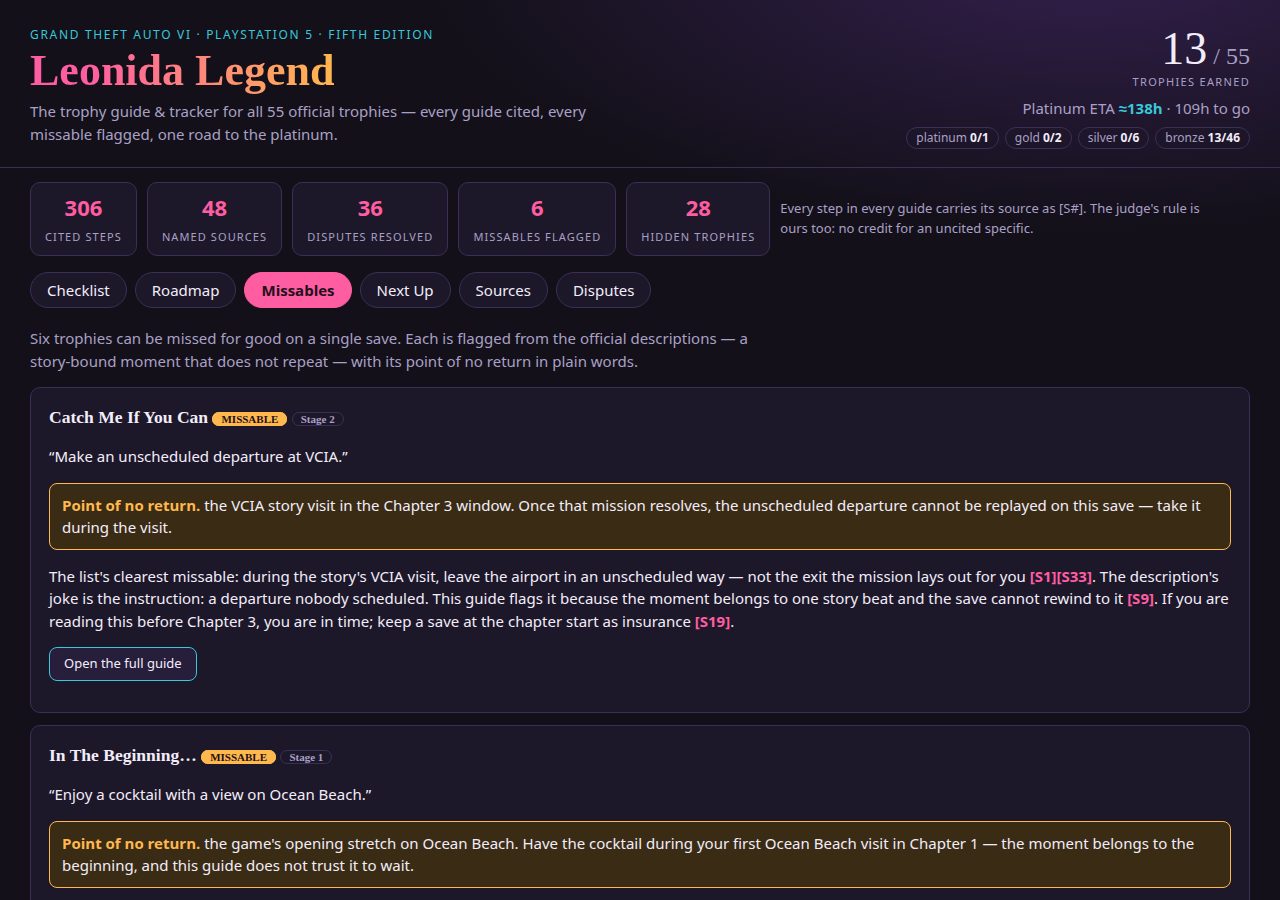 GRAND THEFT AUTO VI · PLAYSTATION 5 · FIFTH EDITION
Leonida Legend
The trophy guide & tracker for all 55 official trophies — every guide cited, every
missable flagged, one road to the platinum.
13 / 55
TROPHIES EARNED
Platinum ETA ≈138h · 109h to go
platinum 0/1 gold 0/2 silver 0/6 bronze 13/46
306 48 36 6 28
CITED STEPS NAMED SOURCES DISPUTES RESOLVED MISSABLES FLAGGED HIDDEN TROPHIES
Every step in every guide carries its source as [S#]. The judge's rule is
ours too: no credit for an uncited specific.
Checklist Roadmap Missables Next Up Sources Disputes
Six trophies can be missed for good on a single save. Each is flagged from the official descriptions — a
story-bound moment that does not repeat — with its point of no return in plain words.
Catch Me If You Can MISSABLE Stage 2
“Make an unscheduled departure at VCIA.”
Point of no return. the VCIA story visit in the Chapter 3 window. Once that mission resolves, the unscheduled departure cannot be replayed on this save — take it
during the visit.
The list's clearest missable: during the story's VCIA visit, leave the airport in an unscheduled way — not the exit the mission lays out for you [S1][S33]. The description's
joke is the instruction: a departure nobody scheduled. This guide flags it because the moment belongs to one story beat and the save cannot rewind to it [S9]. If you are
reading this before Chapter 3, you are in time; keep a save at the chapter start as insurance [S19].
Open the full guide
In The Beginning… MISSABLE Stage 1
“Enjoy a cocktail with a view on Ocean Beach.”
Point of no return. the game's opening stretch on Ocean Beach. Have the cocktail during your first Ocean Beach visit in Chapter 1 — the moment belongs to the
beginning, and this guide does not trust it to wait.